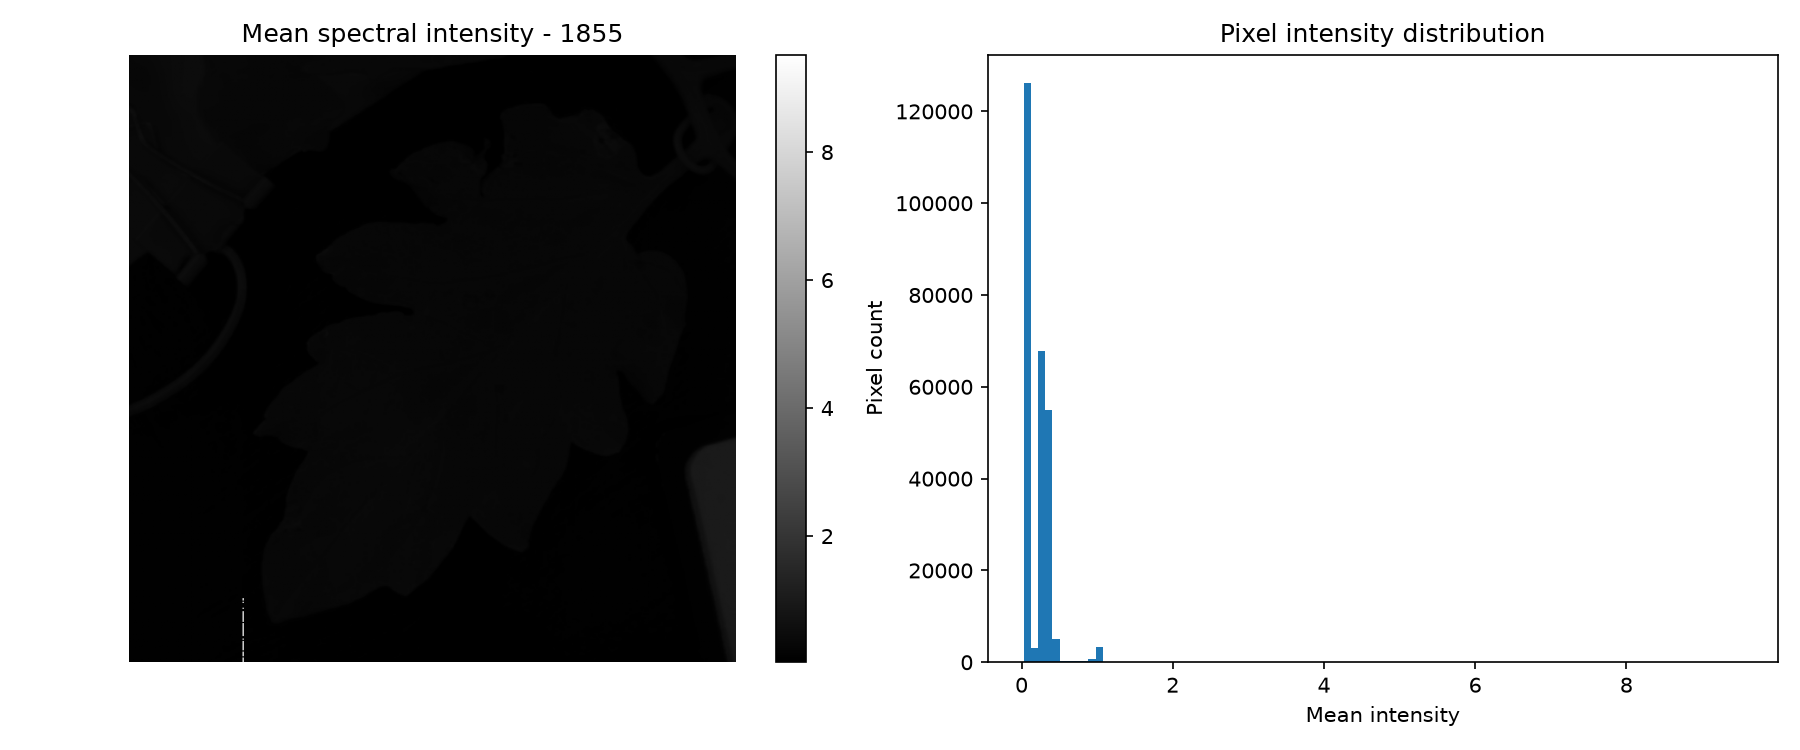 Mean spectral intensity - 1855
8
6
4
2
Pixel intensity distribution
Pixel count
120000
100000
80000
60000
40000
20000
0
0 2 4 6 8
Mean intensity